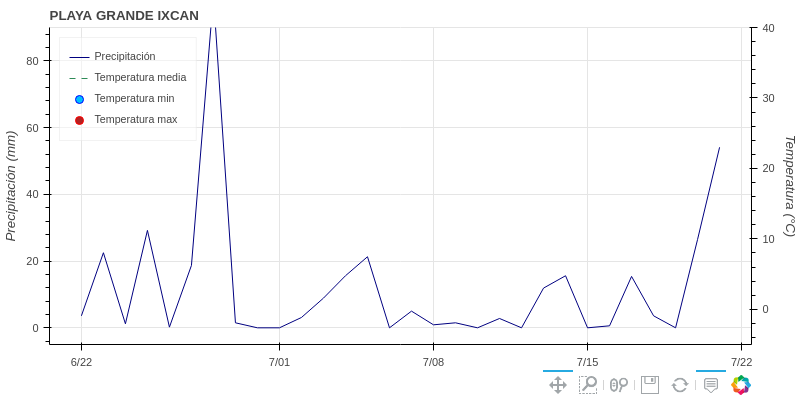 PLAYA GRANDE IXCAN
Precipitación
Temperatura media
Temperatura min
Temperatura max
Precipitación (mm)
80
60
40
20
0
Temperatura (°C)
40
30
20
10
0
6/22
7/01
7/08
7/15
7/22